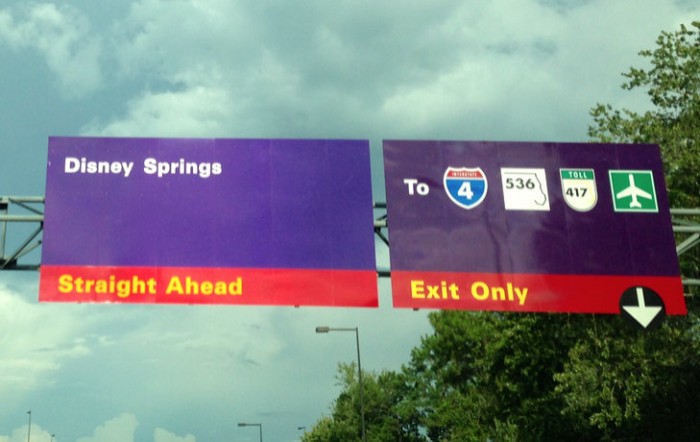 Disney Springs
Straight Ahead
To INTERSTATE 4 536 TOLL 417
Exit Only